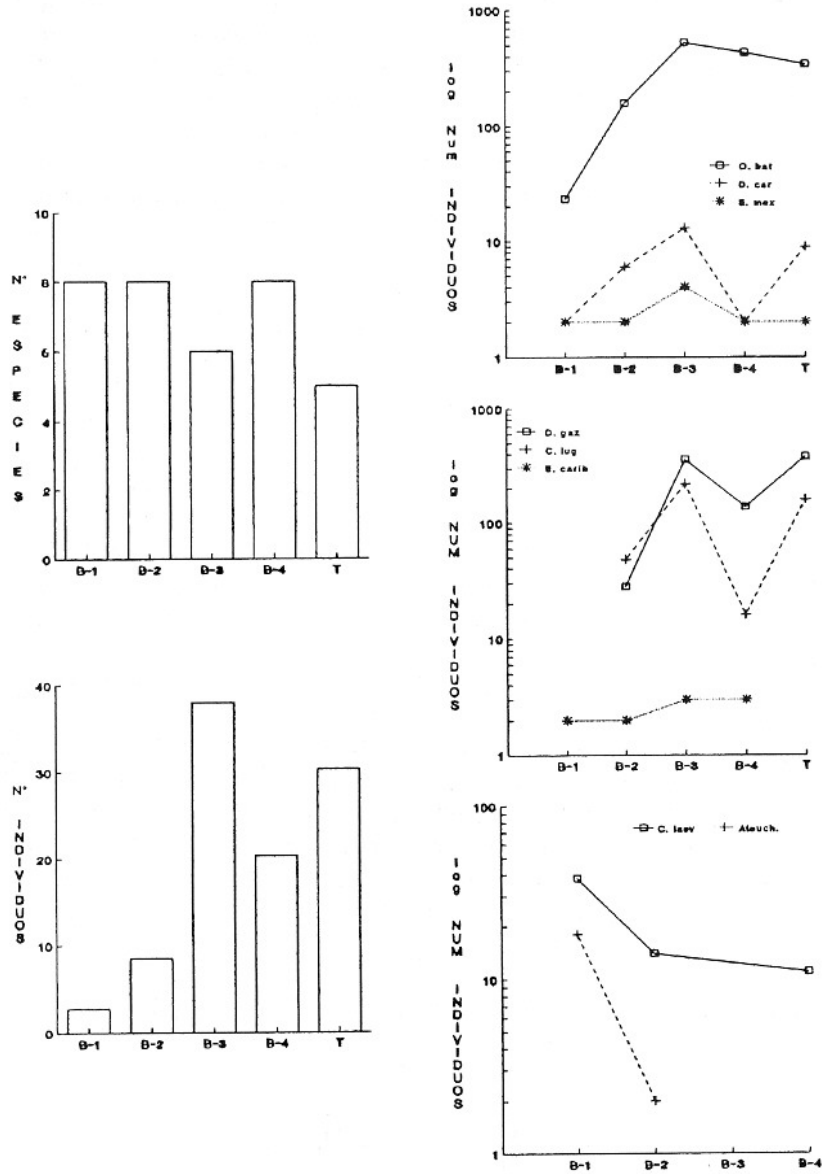 10
8
6
4
2
0
N° ESPECIES
B-1 B-2 B-3 B-4 T
40
30
20
10
0
N° INDIVIDUOS
B-1 B-2 B-3 B-4 T
1000
100
10
1
log Num INDIVIDUOS
O. bat
D. car
B. mex
B-1 B-2 B-3 B-4 T
1000
100
10
1
log NUM INDIVIDUOS
D. gaz
C. lug
B. carib
B-1 B-2 B-3 B-4 T
100
10
1
log NUM INDIVIDUOS
C. laev Ateuch.
B-1 B-2 B-3 B-4